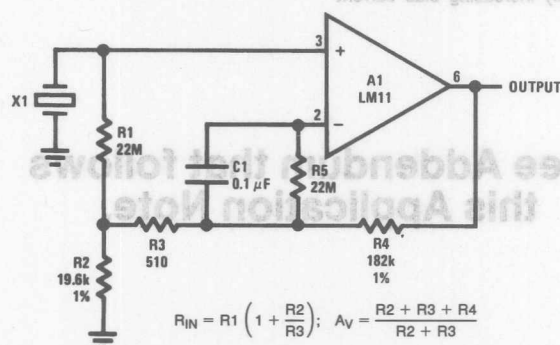 3
+
A1
LM11
6
OUTPUT
2
−
X1
R1
22M
C1
0.1 μF
R5
22M
ee Addendum that follows
this Application Note.
R3
510
R4
182k
1%
R2
19.6k
1%
R_IN = R1 (1 + R2/R3); A_V = (R2 + R3 + R4)/(R2 + R3)